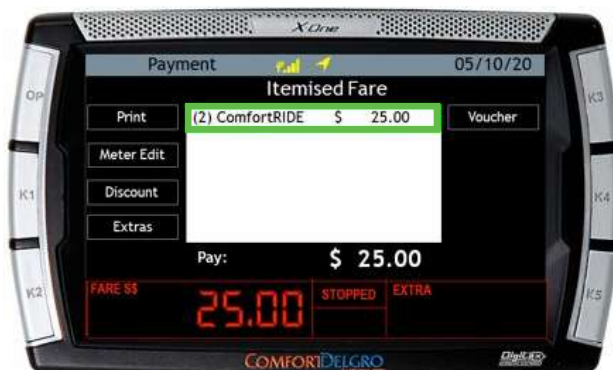 XOne
Payment 05/10/20
Itemised Fare
Print
(2) ComfortRIDE $ 25.00
Voucher
Meter Edit
Discount
Extras
Pay: $ 25.00
FARE S$ 25.00 STOPPED EXTRA
OP
K1
K2
K3
K4
K5
COMFORTDELGRO
DigiLax